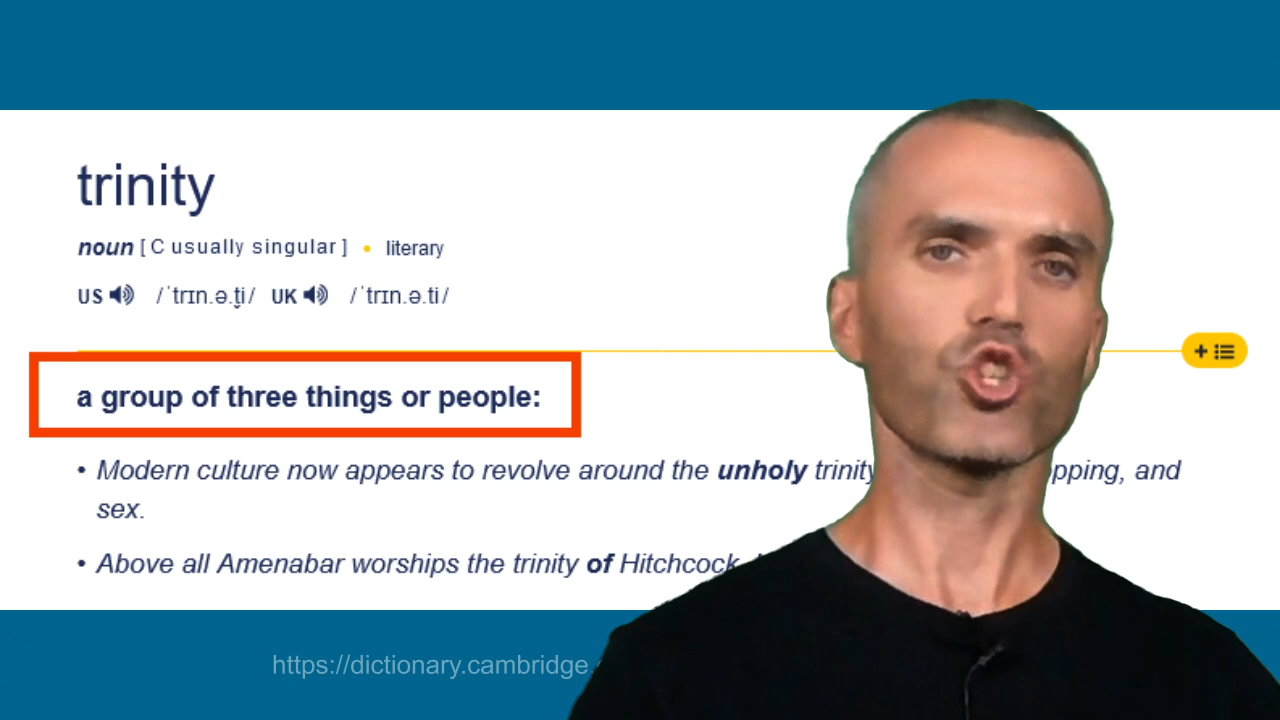 trinity
noun [ C usually singular ] • literary
US /ˈtrɪn.ə.t̬i/ UK /ˈtrɪn.ə.ti/
a group of three things or people:
• Modern culture now appears to revolve around the unholy trinity pping, and
sex.
• Above all Amenabar worships the trinity of Hitchcock,
https://dictionary.cambridge.